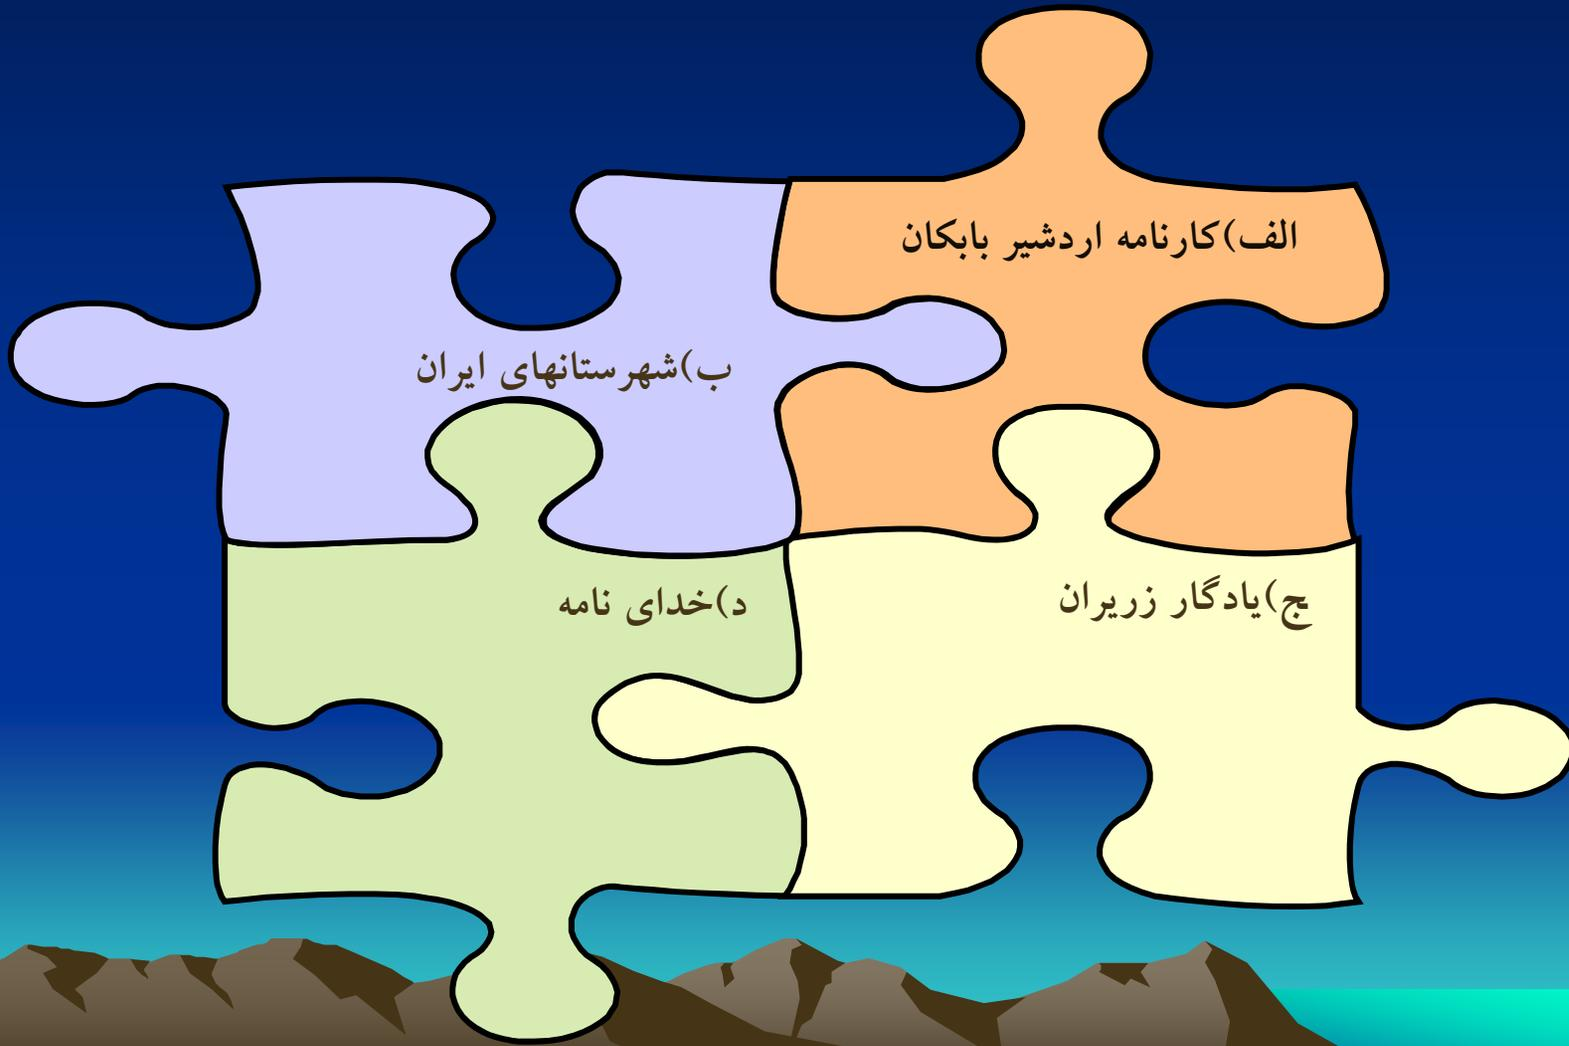 الف)کارنامه اردشیر بابکان
ب)شهرستانهای ایران
ج)یادگار زریران
د)خدای نامه